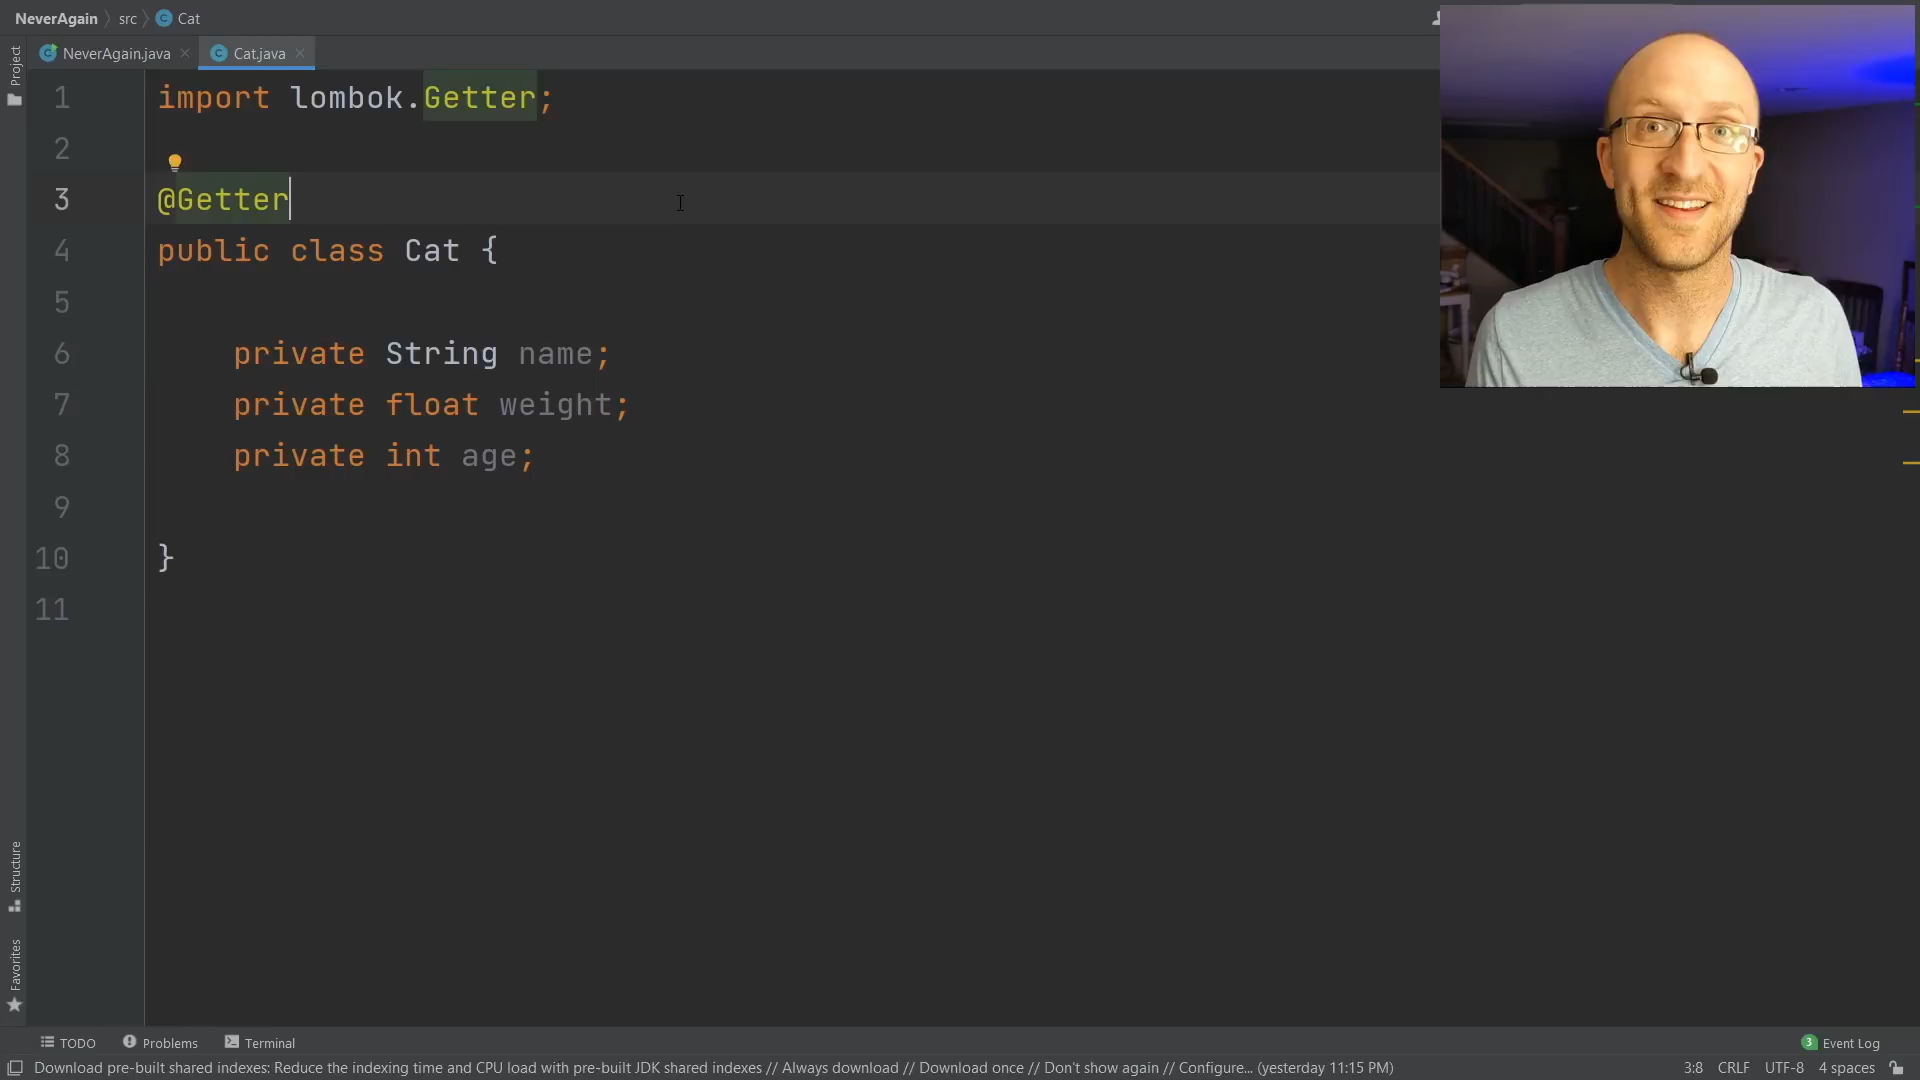 NeverAgain src Cat
Project
NeverAgain.java Cat.java
1 import lombok.Getter;
2
3 @Getter
4 public class Cat {
5
6 private String name;
7 private float weight;
8 private int age;
9
10 }
11
Structure
Favorites
TODO Problems Terminal 3 Event Log
Download pre-built shared indexes: Reduce the indexing time and CPU load with pre-built JDK shared indexes // Always download // Download once // Don't show again // Configure... (yesterday 11:15 PM) 3:8 CRLF UTF-8 4 spaces